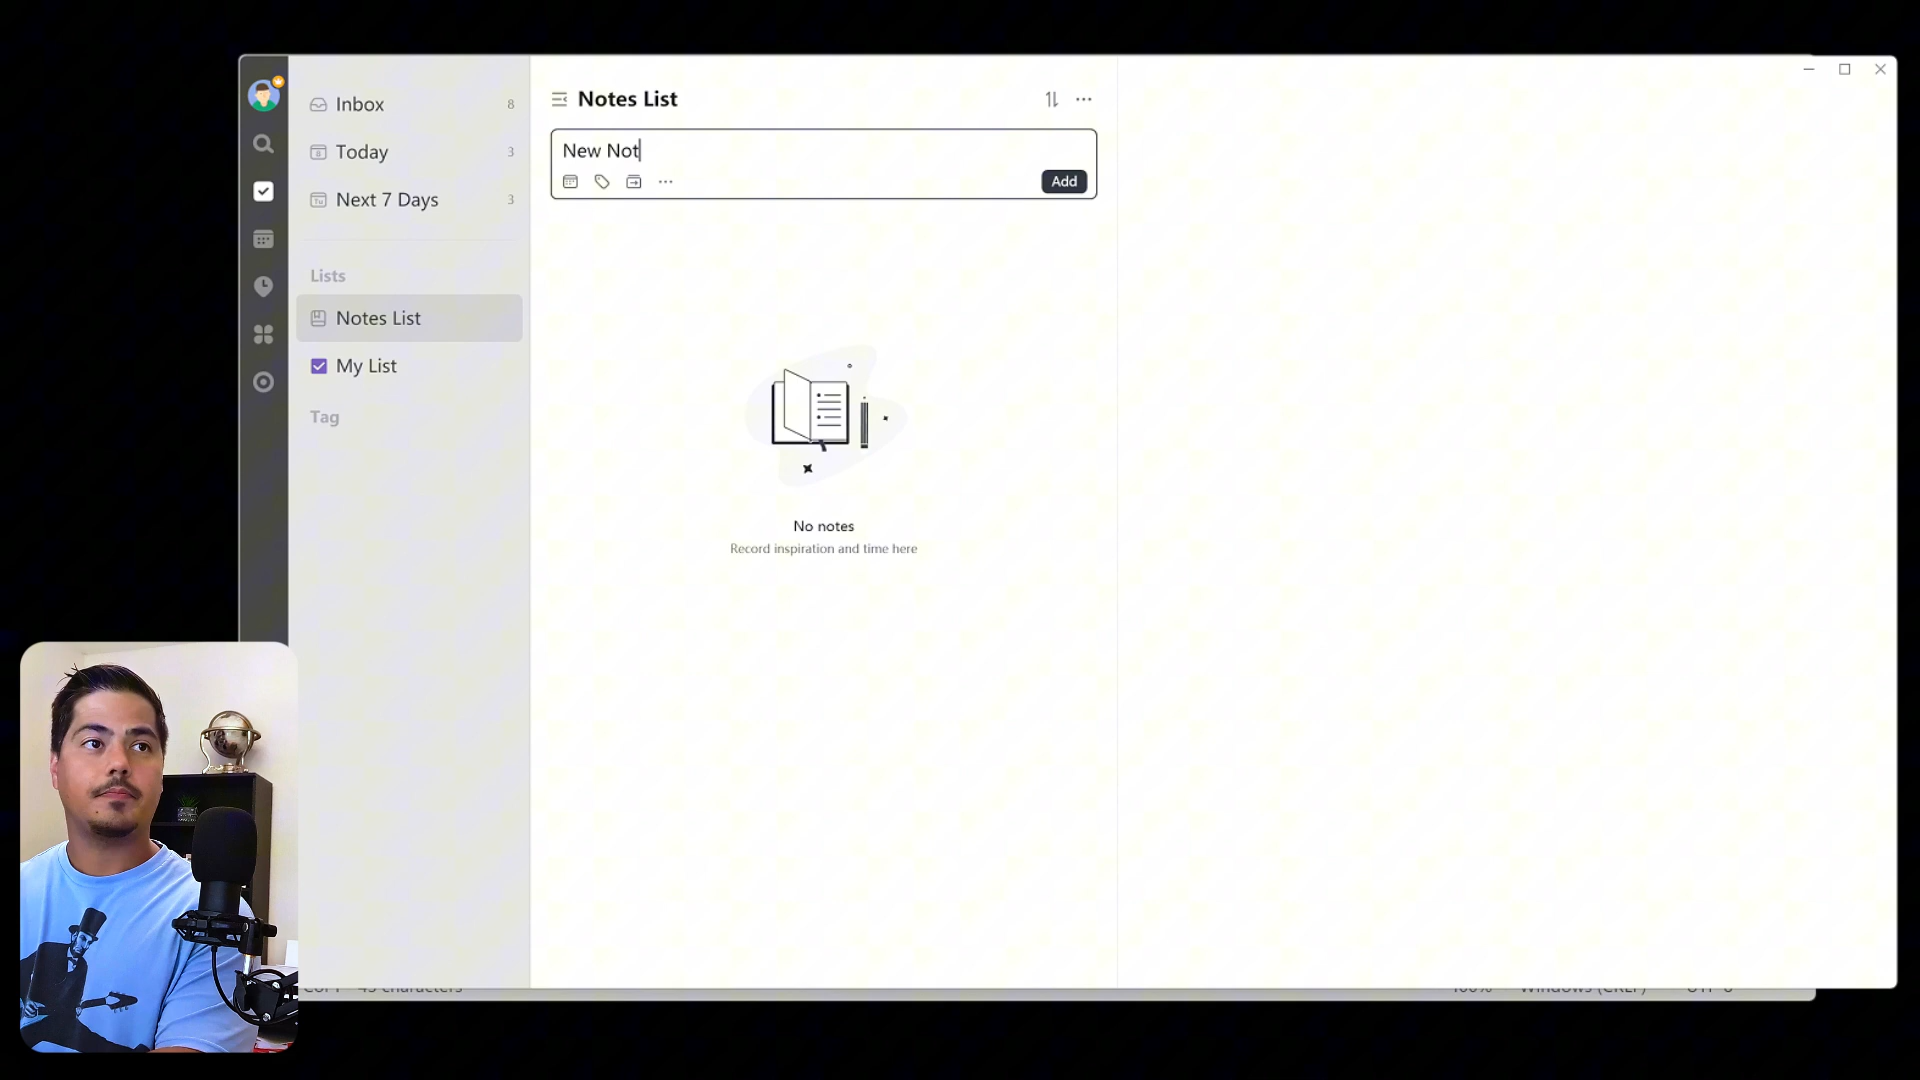 Inbox 8
Today 3
Next 7 Days 3
Lists
Notes List
My List
Tag
Notes List
New Not
Add
No notes
Record inspiration and time here